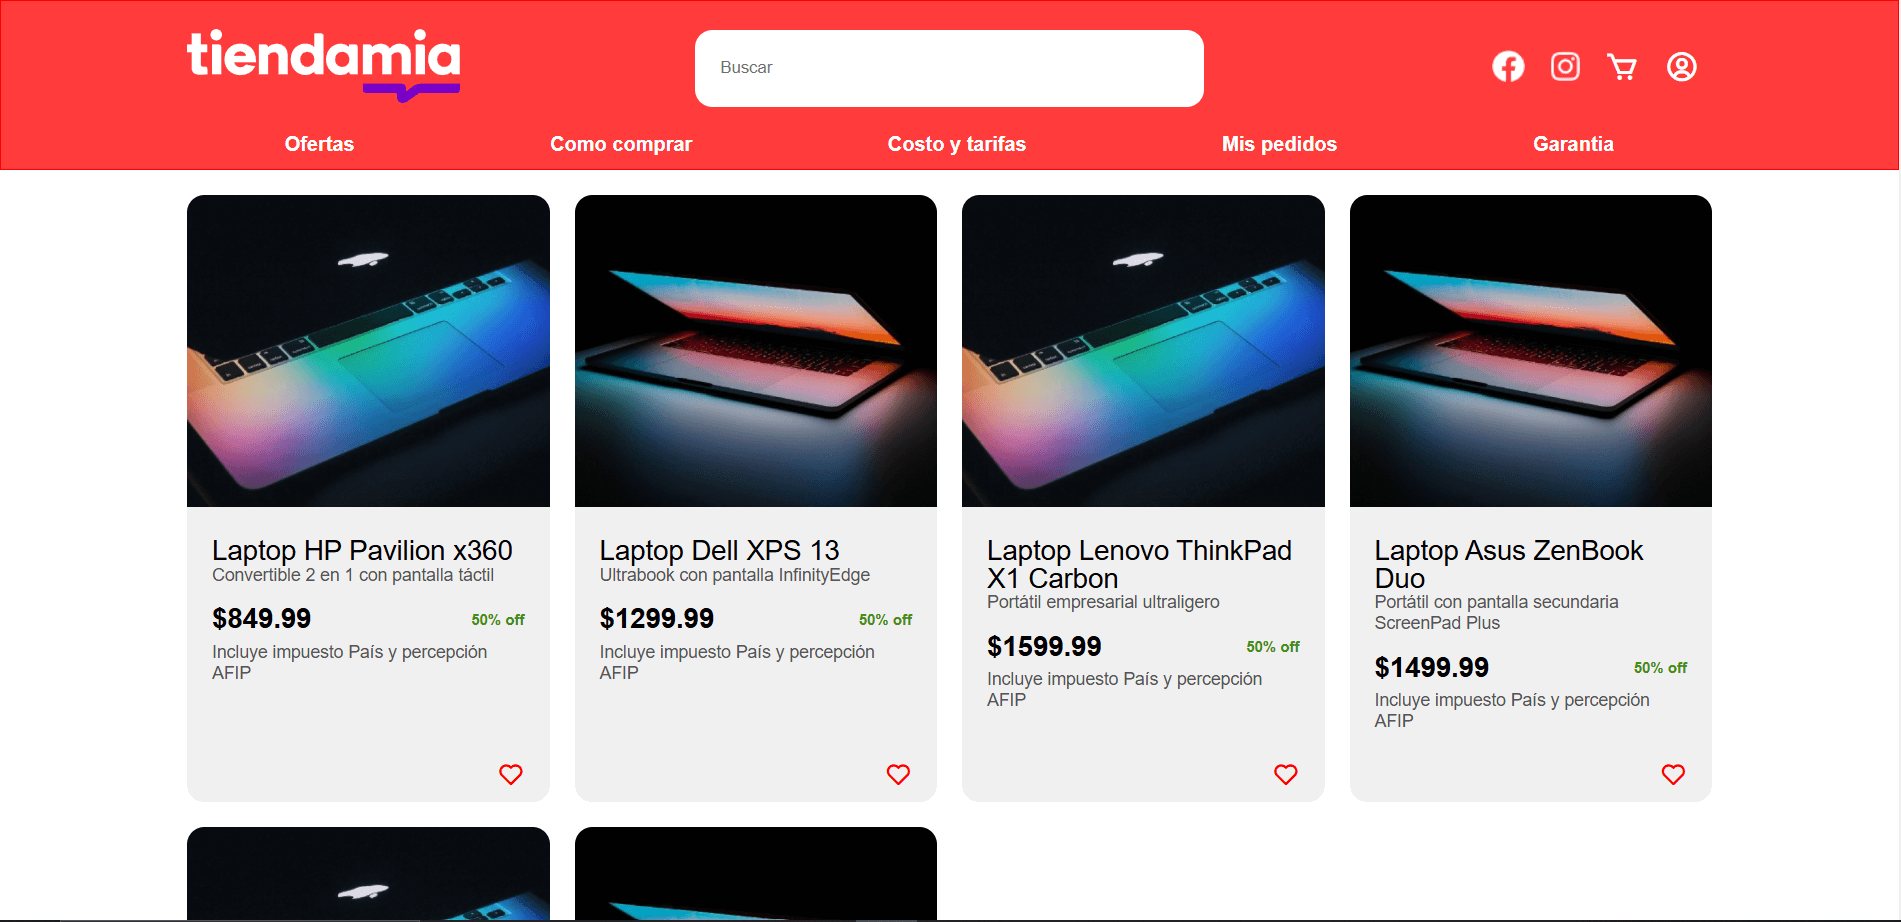 tiendamia
Buscar
Ofertas
Como comprar
Costo y tarifas
Mis pedidos
Garantia
Laptop HP Pavilion x360
Convertible 2 en 1 con pantalla táctil
$849.99
50% off
Incluye impuesto País y percepción
AFIP
Laptop Dell XPS 13
Ultrabook con pantalla InfinityEdge
$1299.99
50% off
Incluye impuesto País y percepción
AFIP
Laptop Lenovo ThinkPad
X1 Carbon
Portátil empresarial ultraligero
$1599.99
50% off
Incluye impuesto País y percepción
AFIP
Laptop Asus ZenBook
Duo
Portátil con pantalla secundaria
ScreenPad Plus
$1499.99
50% off
Incluye impuesto País y percepción
AFIP